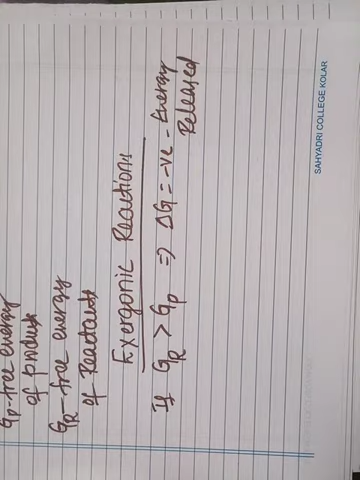 Gp-free energy
of product
GR-free energy
of Reactants
Exergonic Reactions
If GR > Gp ⇒ ΔG = -ve - Energy
Released
SAHYADRI COLLEGE KOLAR